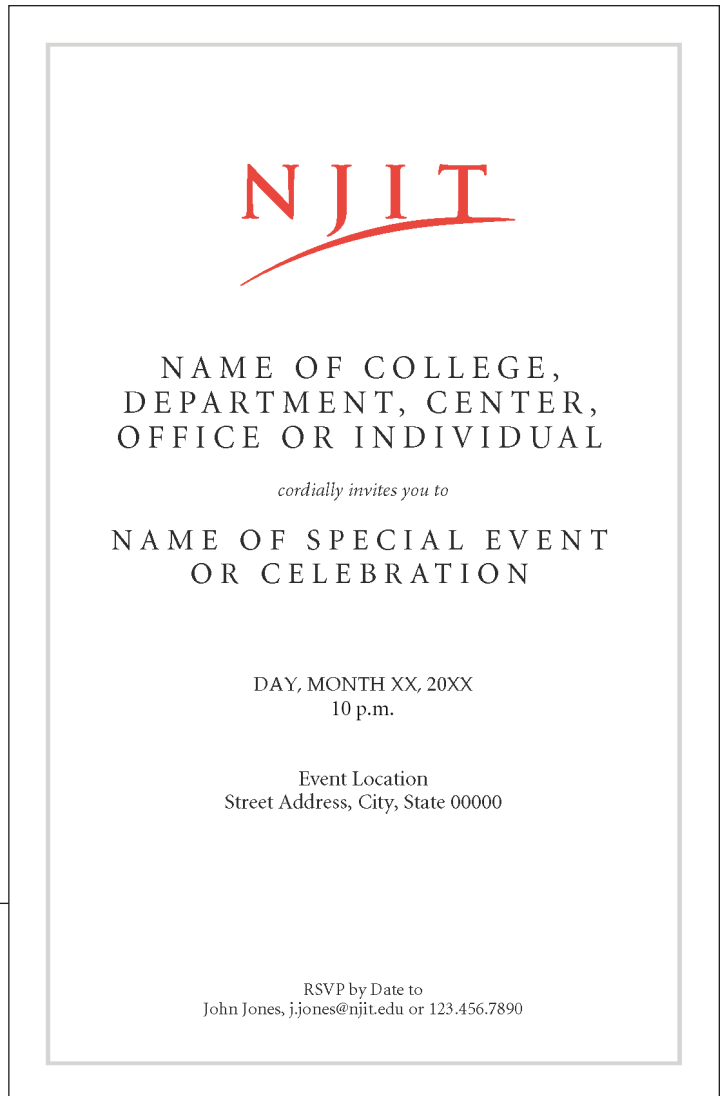 NJIT
NAME OF COLLEGE,
DEPARTMENT, CENTER,
OFFICE OR INDIVIDUAL
cordially invites you to
NAME OF SPECIAL EVENT
OR CELEBRATION
DAY, MONTH XX, 20XX
10 p.m.
Event Location
Street Address, City, State 00000
RSVP by Date to
John Jones, j.jones@njit.edu or 123.456.7890